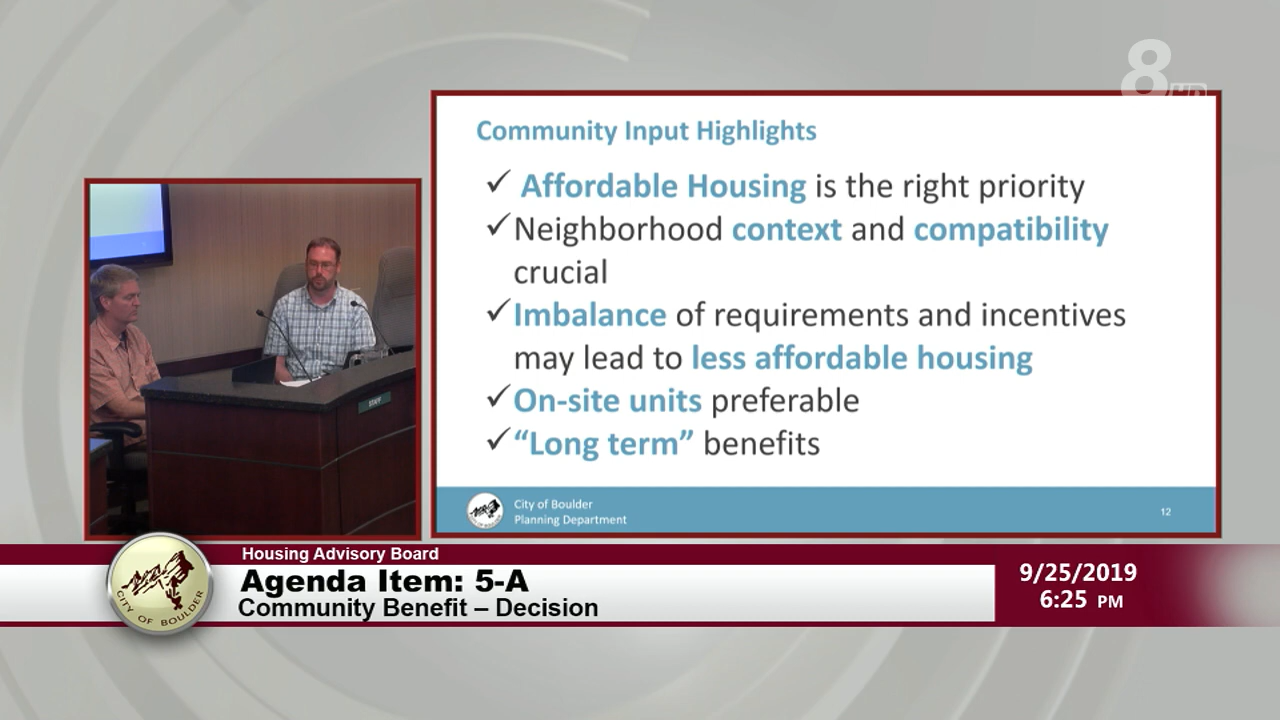 8
HD
Community Input Highlights
✓ Affordable Housing is the right priority
✓ Neighborhood context and compatibility
crucial
✓ Imbalance of requirements and incentives
may lead to less affordable housing
✓ On-site units preferable
✓ “Long term” benefits
City of Boulder
Planning Department
12
STAFF
Housing Advisory Board
Agenda Item: 5-A
Community Benefit – Decision
CITY OF BOULDER
9/25/2019
6:25 PM